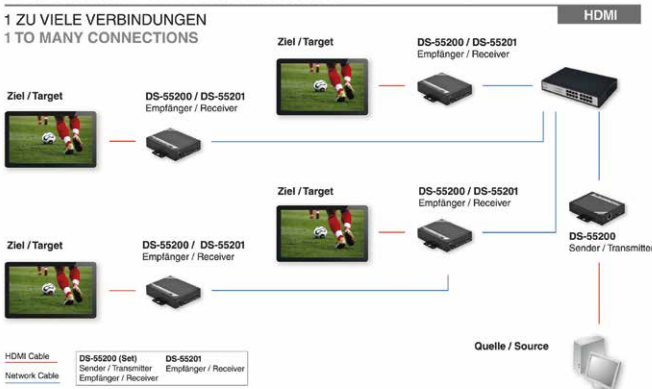 1 ZU VIELE VERBINDUNGEN
1 TO MANY CONNECTIONS
HDMI
Ziel / Target
DS-55200 / DS-55201
Empfänger / Receiver
Ziel / Target
DS-55200 / DS-55201
Empfänger / Receiver
Ziel / Target
DS-55200 / DS-55201
Empfänger / Receiver
DS-55200
Sender / Transmitter
Ziel / Target
DS-55200 / DS-55201
Empfänger / Receiver
Quelle / Source
HDMI Cable
Network Cable
DS-55200 (Set)
Sender / Transmitter
Empfänger / Receiver
DS-55201
Empfänger / Receiver